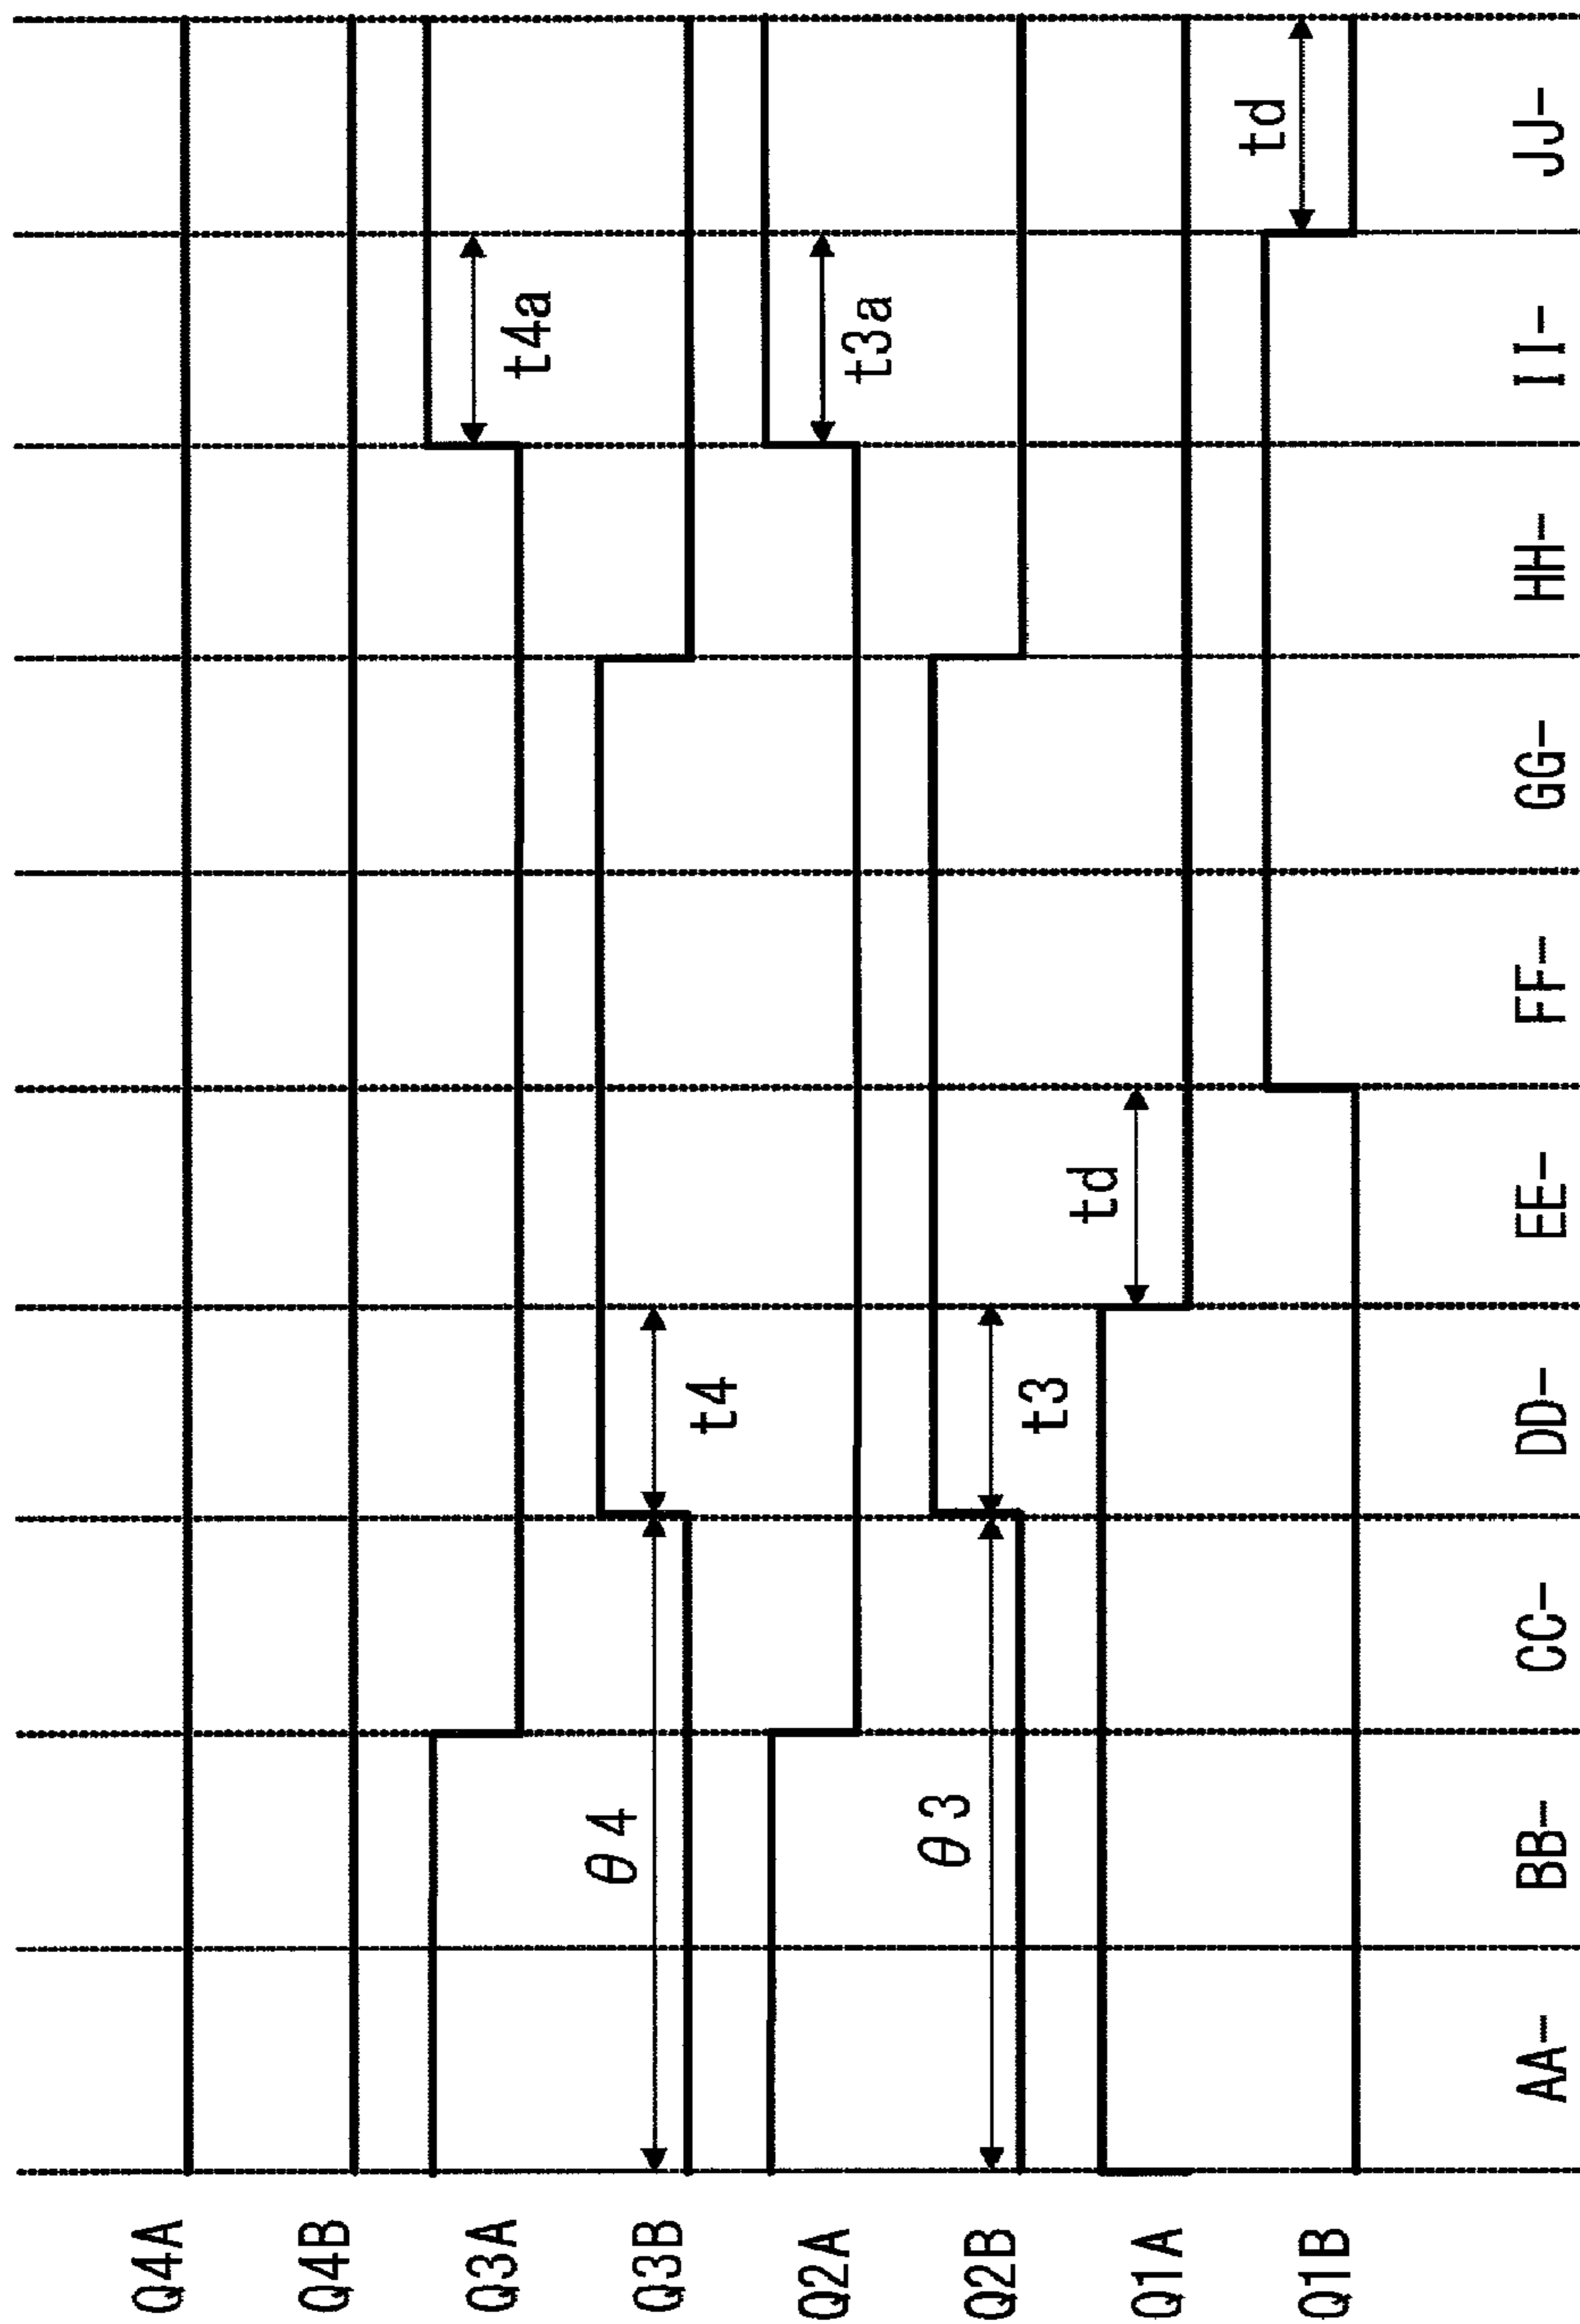 Q4A
Q4B
Q3A
t4a
Q3B
θ4
t4
Q2A
t3a
Q2B
θ3
t3
Q1A
td
Q1B
td
AA-
BB-
CC-
DD-
EE-
FF-
GG-
HH-
II-
JJ-